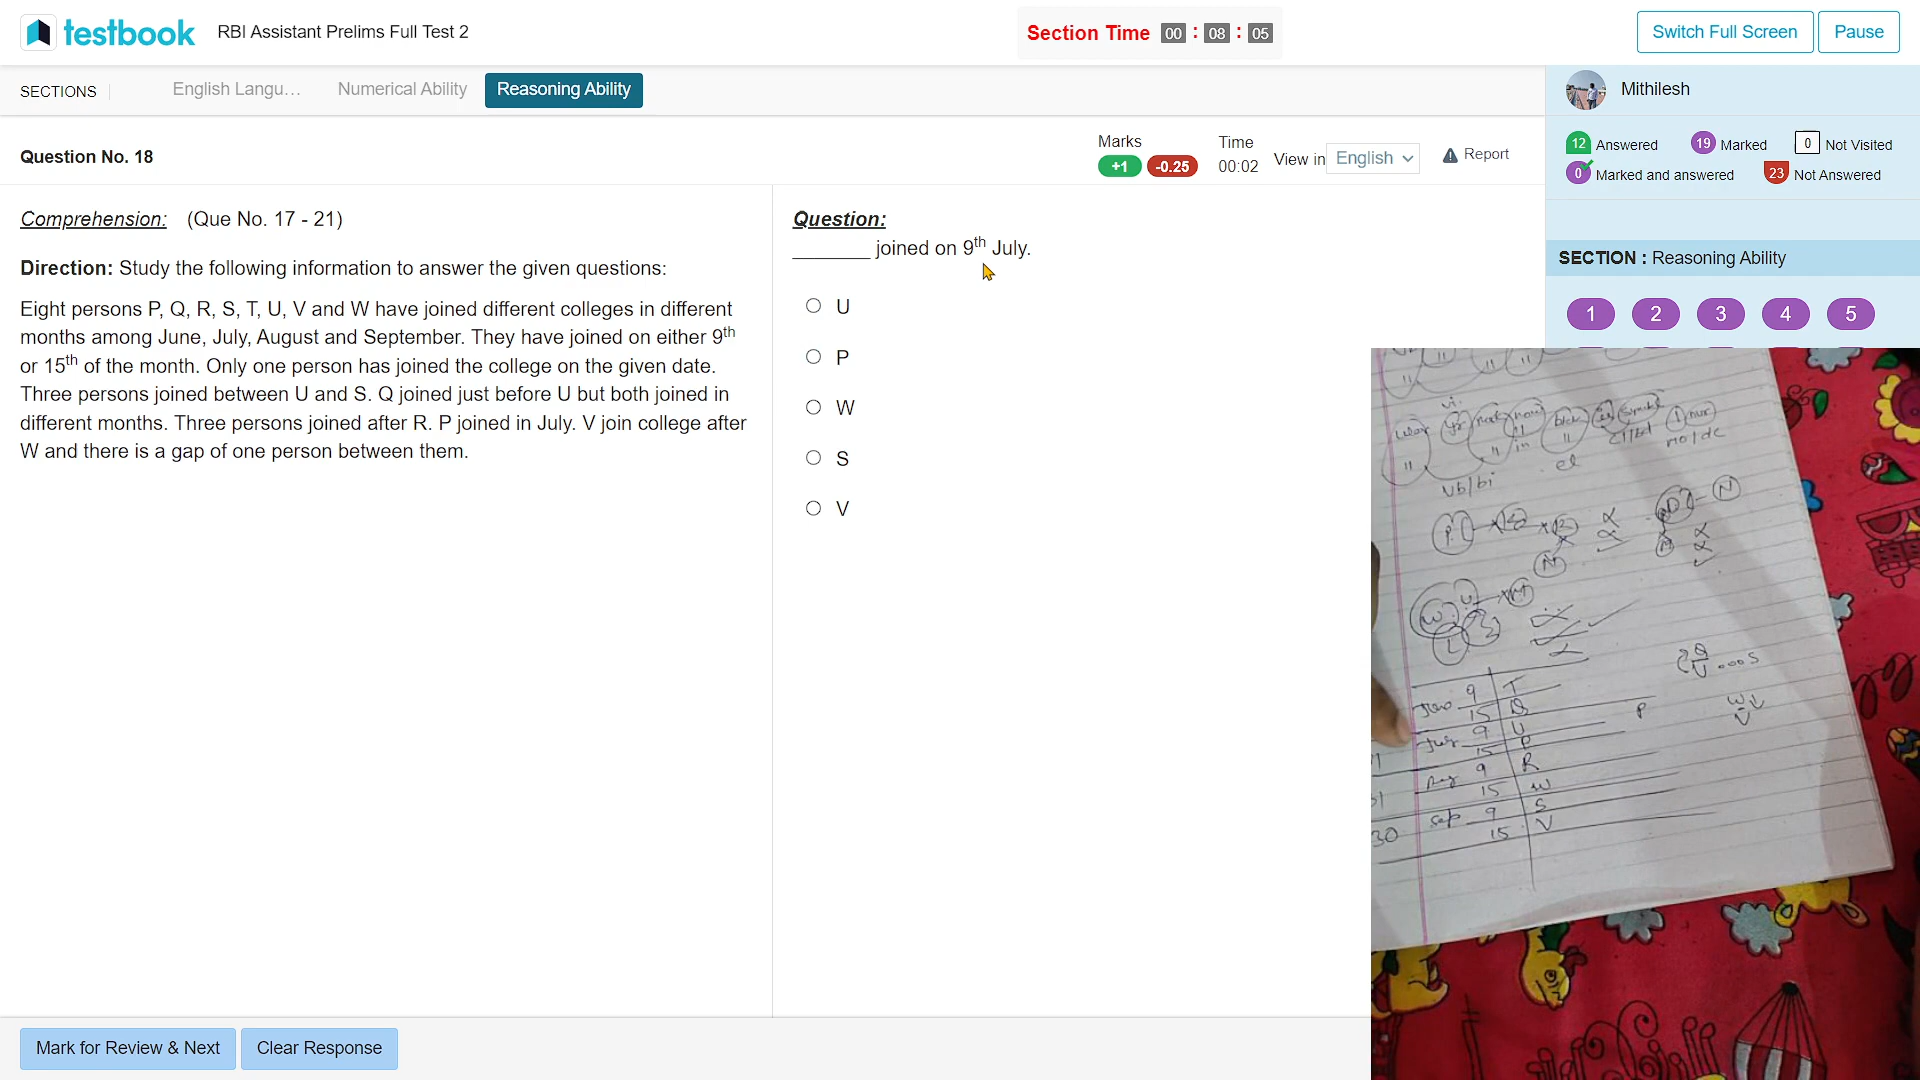 testbook RBI Assistant Prelims Full Test 2
Section Time 00 : 08 : 05
Switch Full Screen Pause
SECTIONS English Langu... Numerical Ability Reasoning Ability
Mithilesh
12 Answered 19 Marked 0 Not Visited
0 Marked and answered 23 Not Answered
Question No. 18
Marks +1 -0.25
Time 00:02
View in English
Report
Comprehension: (Que No. 17 - 21)
Direction: Study the following information to answer the given questions:
Eight persons P, Q, R, S, T, U, V and W have joined different colleges in different
months among June, July, August and September. They have joined on either 9th
or 15th of the month. Only one person has joined the college on the given date.
Three persons joined between U and S. Q joined just before U but both joined in
different months. Three persons joined after R. P joined in July. V join college after
W and there is a gap of one person between them.
Question:
_______ joined on 9th July.
U
P
W
S
V
SECTION : Reasoning Ability
1 2 3 4 5
9 T
15 Q
9 U
15 P
9 R
15 W
sep 9 S
30 15 V
Mark for Review & Next Clear Response